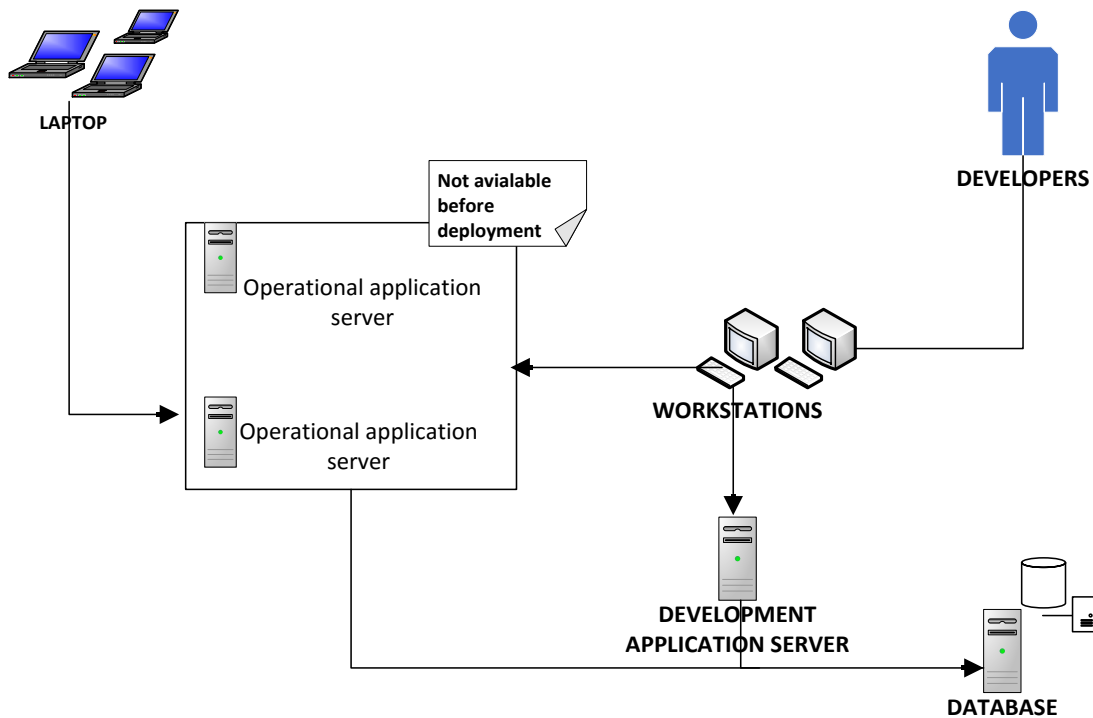 LAPTOP
DEVELOPERS
Not avialable
before
deployment
Operational application
server
Operational application
server
WORKSTATIONS
DEVELOPMENT
APPLICATION SERVER
DATABASE